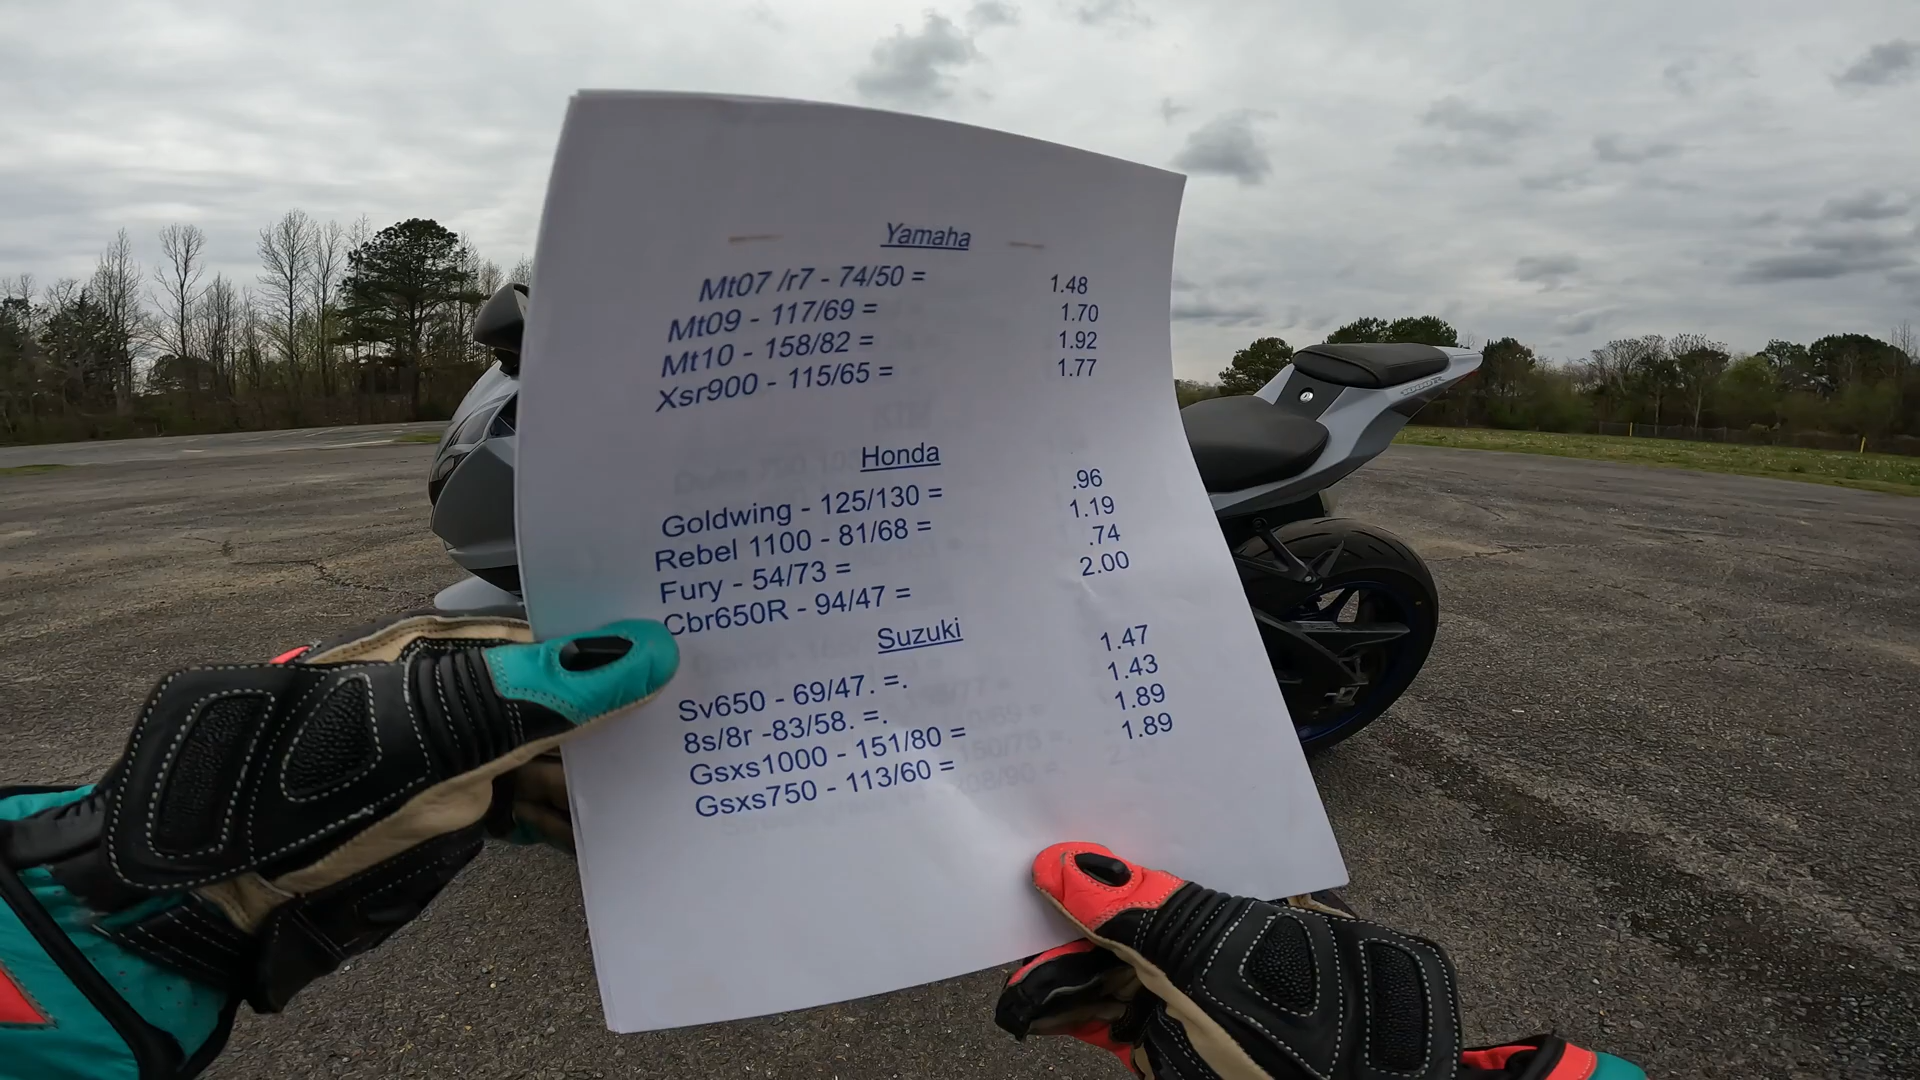 Yamaha
Mt07 /r7 - 74/50 = 1.48
Mt09 - 117/69 = 1.70
Mt10 - 158/82 = 1.92
Xsr900 - 115/65 = 1.77
Honda
Goldwing - 125/130 = .96
Rebel 1100 - 81/68 = 1.19
Fury - 54/73 = .74
Cbr650R - 94/47 = 2.00
Suzuki
Sv650 - 69/47. =. 1.47
8s/8r -83/58. =. 1.43
Gsxs1000 - 151/80 = 1.89
Gsxs750 - 113/60 = 1.89